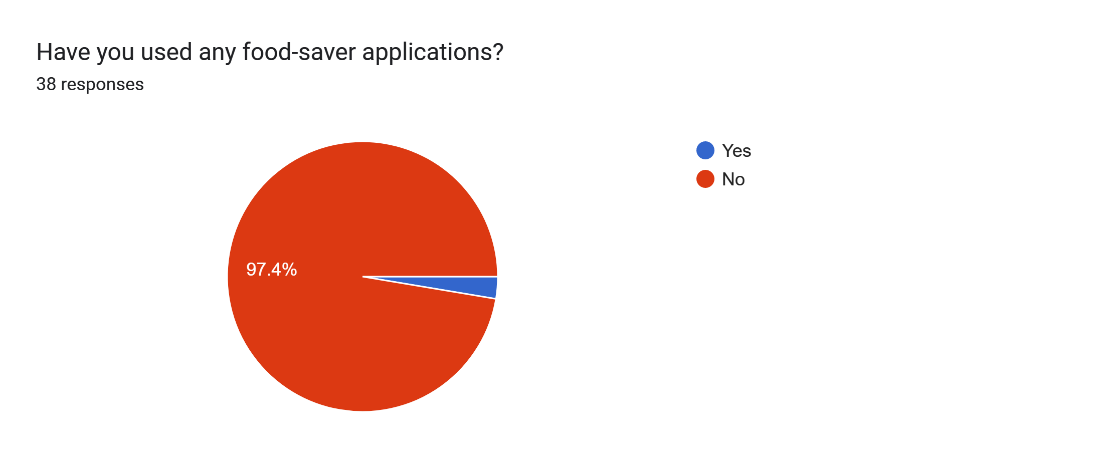 Have you used any food-saver applications?
38 responses
Yes
No
97.4%